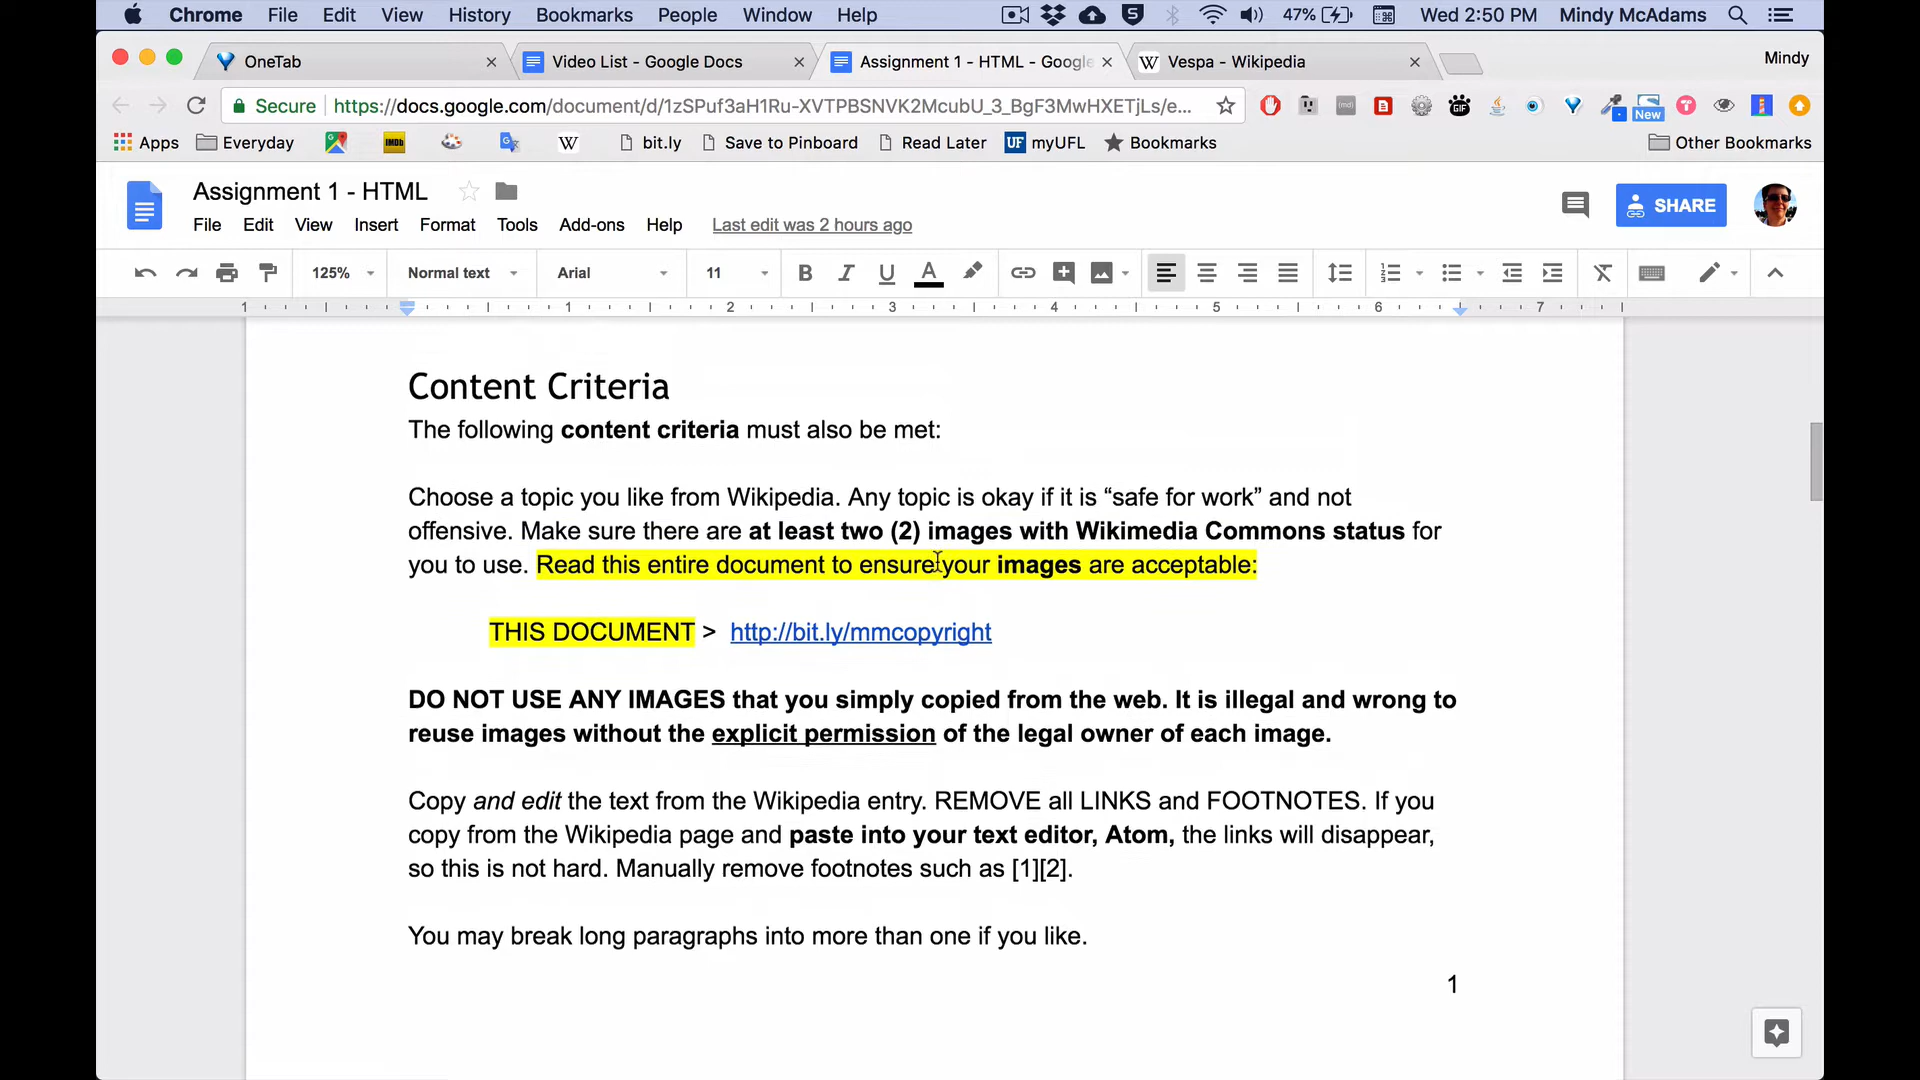 Chrome File Edit View History Bookmarks People Window Help 47% Wed 2:50 PM Mindy McAdams
OneTab Video List - Google Docs Assignment 1 - HTML - Google Vespa - Wikipedia Mindy
Secure https://docs.google.com/document/d/1zSPuf3aH1Ru-XVTPBSNVK2McubU_3_BgF3MwHXETjLs/e... New
Apps Everyday bit.ly Save to Pinboard Read Later UF myUFL Bookmarks Other Bookmarks
Assignment 1 - HTML
SHARE
File Edit View Insert Format Tools Add-ons Help Last edit was 2 hours ago
125% Normal text Arial 11 B I U A
1 1 2 3 4 5 6 7
Content Criteria
The following content criteria must also be met:
Choose a topic you like from Wikipedia. Any topic is okay if it is “safe for work” and not
offensive. Make sure there are at least two (2) images with Wikimedia Commons status for
you to use. Read this entire document to ensure your images are acceptable:
THIS DOCUMENT > http://bit.ly/mmcopyright
DO NOT USE ANY IMAGES that you simply copied from the web. It is illegal and wrong to
reuse images without the explicit permission of the legal owner of each image.
Copy and edit the text from the Wikipedia entry. REMOVE all LINKS and FOOTNOTES. If you
copy from the Wikipedia page and paste into your text editor, Atom, the links will disappear,
so this is not hard. Manually remove footnotes such as [1][2].
You may break long paragraphs into more than one if you like.
1